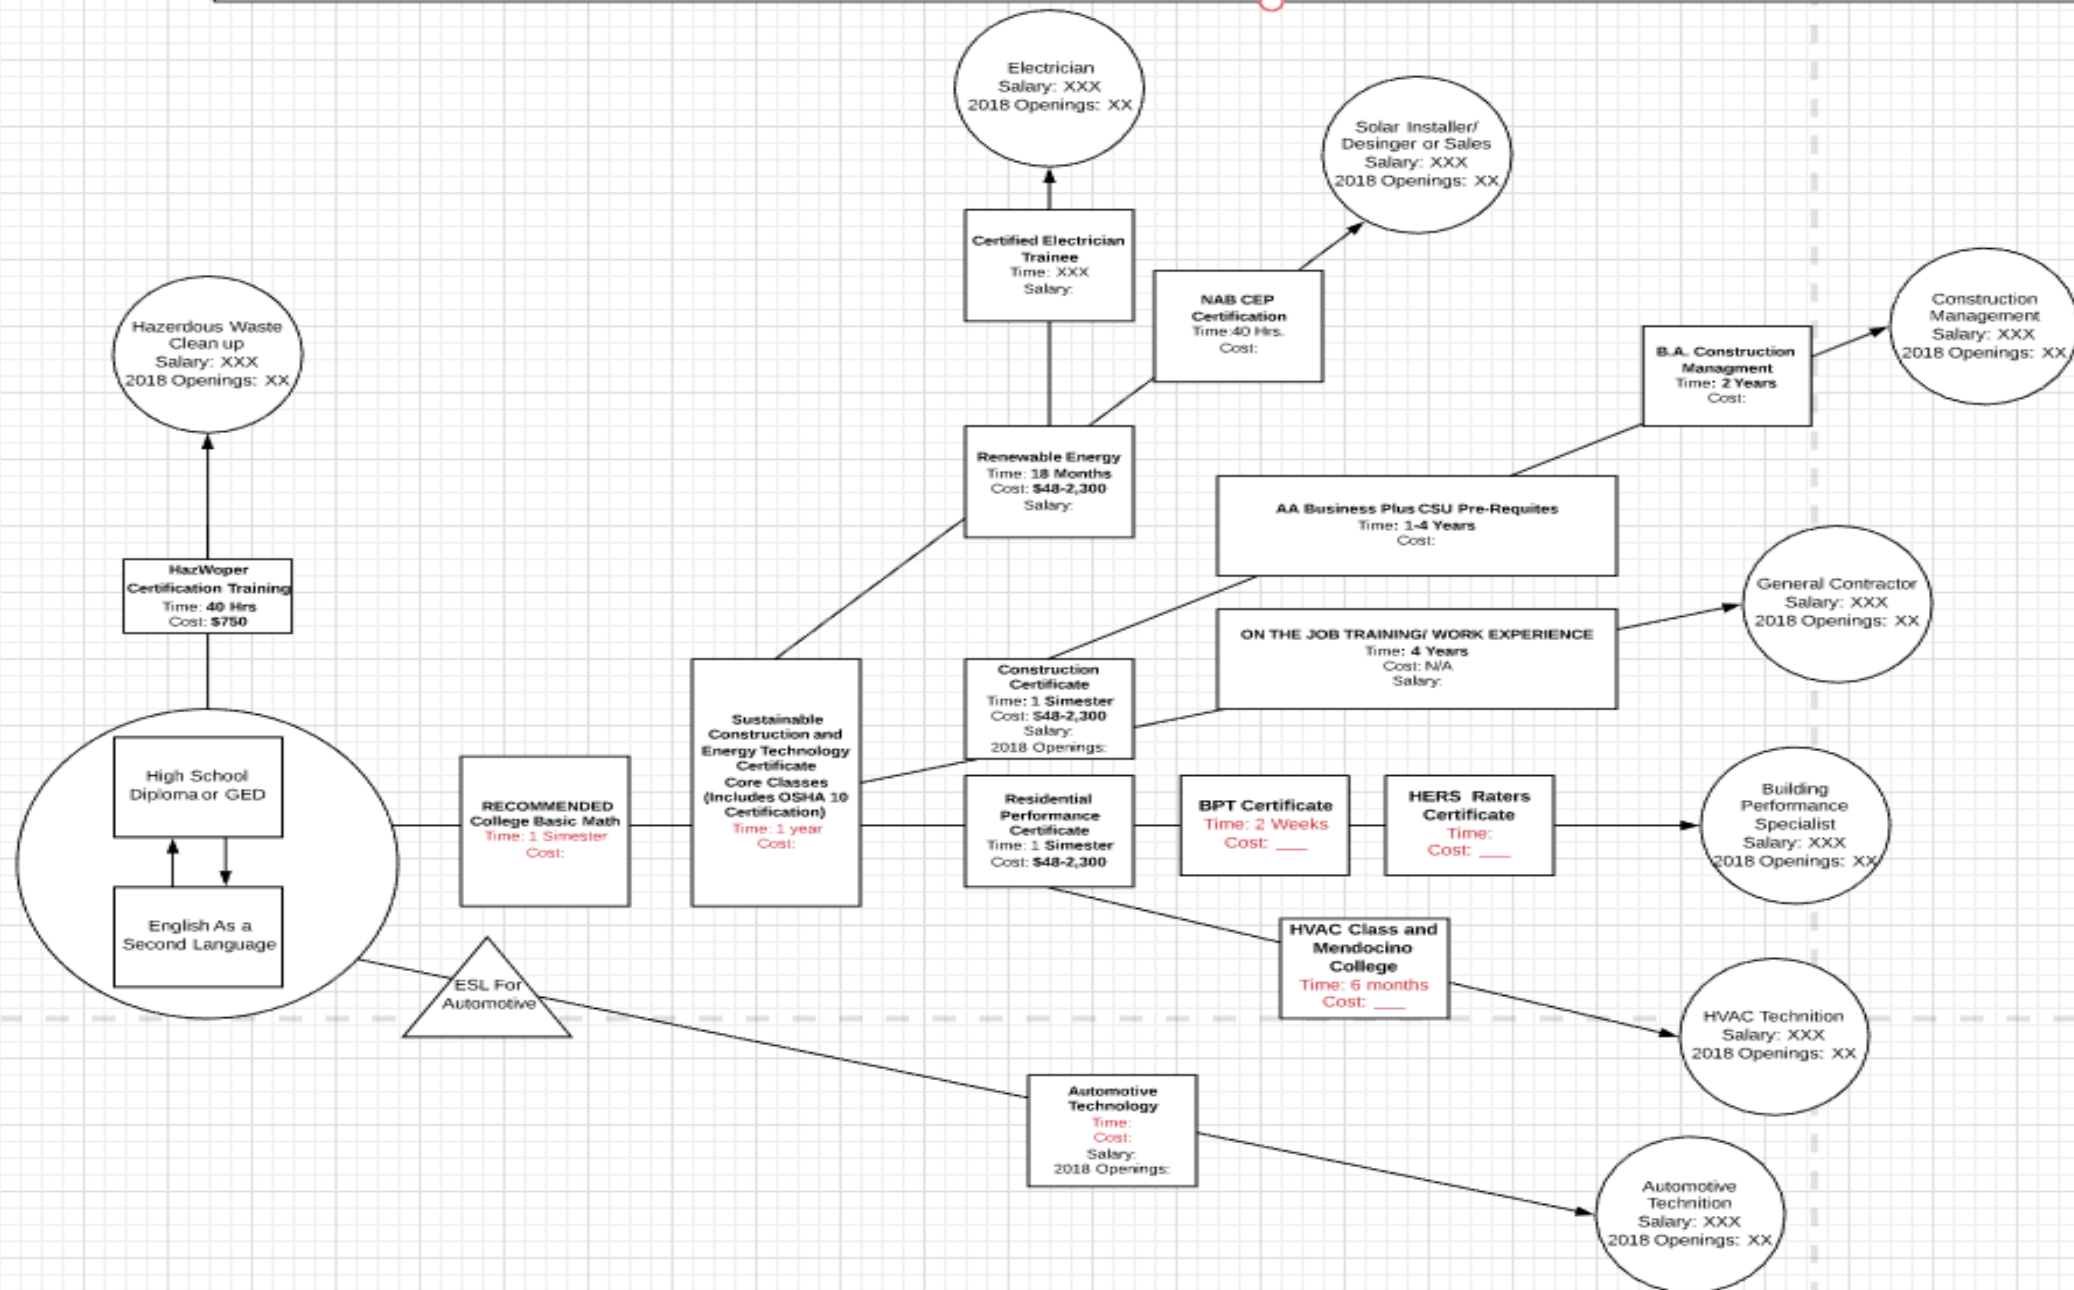 Electrician
Salary: XXX
2018 Openings: XX
Solar Installer/
Desinger or Sales
Salary: XXX
2018 Openings: XX
Certified Electrician
Trainee
Time: XXX
Salary:
NAB CEP
Certification
Time:40 Hrs.
Cost:
Construction
Management
Salary: XXX
2018 Openings: XX
Hazerdous Waste
Clean up
Salary: XXX
2018 Openings: XX
B.A. Construction
Managment
Time: 2 Years
Cost:
Renewable Energy
Time: 18 Months
Cost: $48-2,300
Salary:
AA Business Plus CSU Pre-Requites
Time: 1-4 Years
Cost:
HazWoper
Certification Training
Time: 40 Hrs
Cost: $750
General Contractor
Salary: XXX
2018 Openings: XX
ON THE JOB TRAINING/ WORK EXPERIENCE
Time: 4 Years
Cost: N/A
Salary:
Construction
Certificate
Time: 1 Simester
Cost: $48-2,300
Salary:
2018 Openings:
Sustainable
Construction and
Energy Technology
Certificate
Core Classes
(Includes OSHA 10
Certification)
Time: 1 year
Cost:
High School
Diploma or GED
English As a
Second Language
RECOMMENDED
College Basic Math
Time: 1 Simester
Cost:
Residential
Performance
Certificate
Time: 1 Simester
Cost: $48-2,300
BPT Certificate
Time: 2 Weeks
Cost: ___
HERS Raters
Certificate
Time:
Cost: ___
Building
Performance
Specialist
Salary: XXX
2018 Openings: XX
HVAC Class and
Mendocino
College
Time: 6 months
Cost: ___
ESL For
Automotive
HVAC Technition
Salary: XXX
2018 Openings: XX
Automotive
Technology
Time:
Cost:
Salary:
2018 Openings:
Automotive
Technition
Salary: XXX
2018 Openings: XX